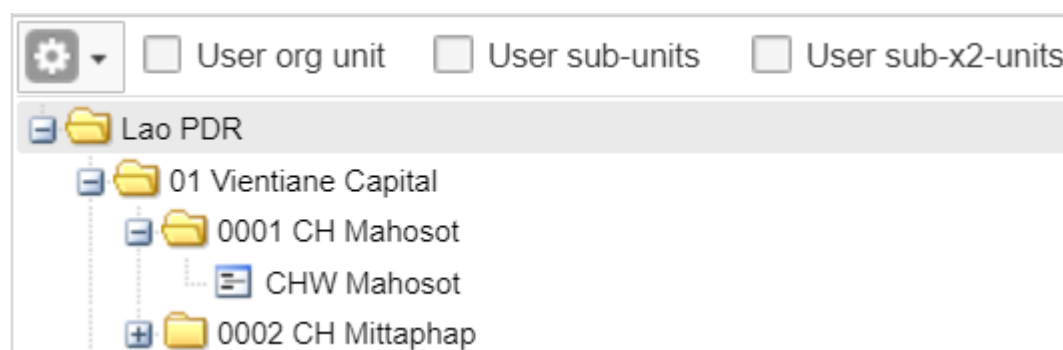 User org unit User sub-units User sub-x2-units
Lao PDR
01 Vientiane Capital
0001 CH Mahosot
CHW Mahosot
0002 CH Mittaphap